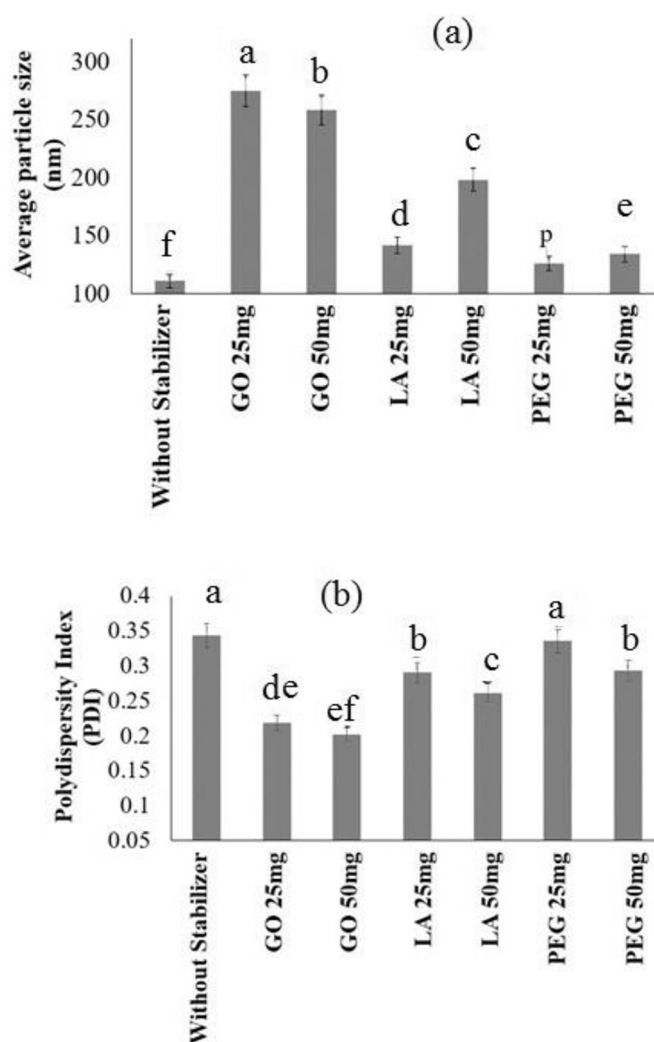 (a)
Average particle size
(nm)
300
250
200
150
100
a
b
c
d
e
f
p
Without Stabilizer
GO 25mg
GO 50mg
LA 25mg
LA 50mg
PEG 25mg
PEG 50mg
(b)
Polydispersity Index
(PDI)
0.4
0.35
0.3
0.25
0.2
0.15
0.1
0.05
a
de
ef
b
c
a
b
Without Stabilizer
GO 25mg
GO 50mg
LA 25mg
LA 50mg
PEG 25mg
PEG 50mg